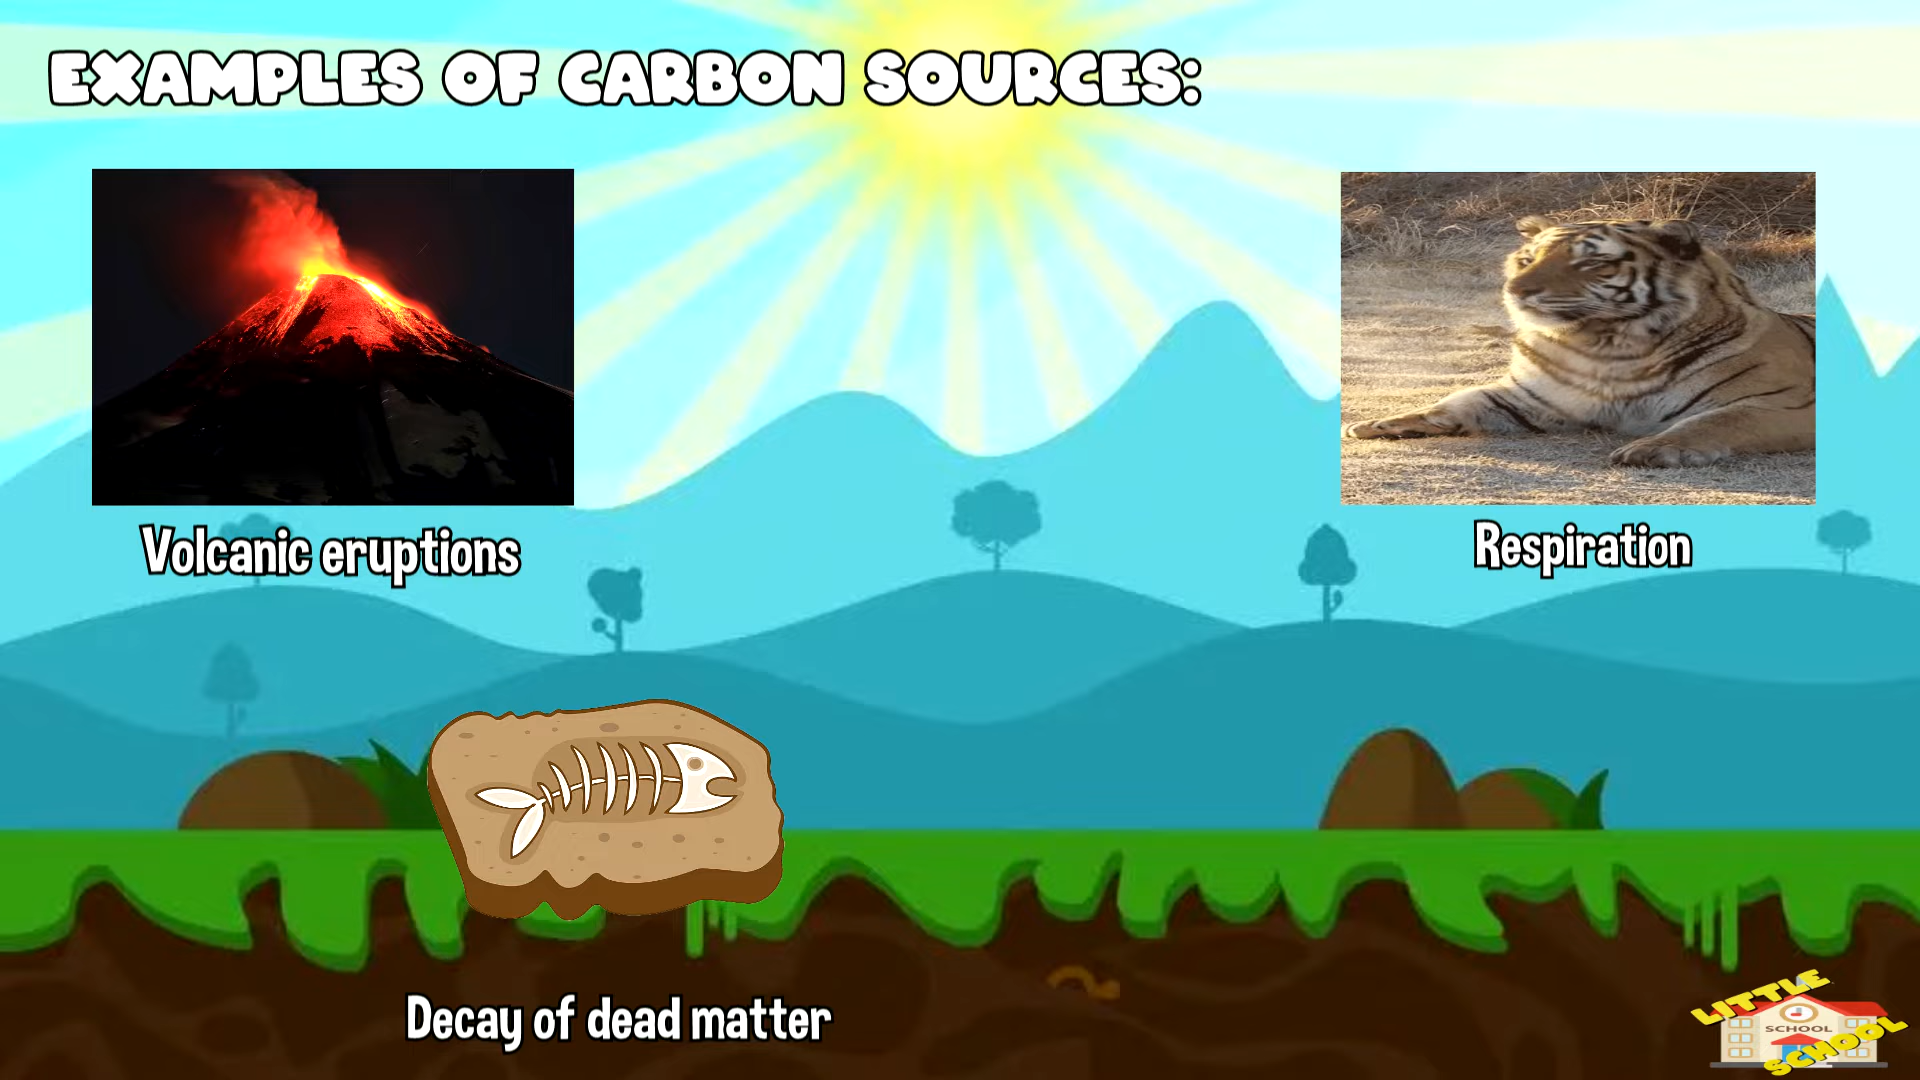 EXAMPLES OF CARBON SOURCES:
Volcanic eruptions
Respiration
Decay of dead matter
LITTLE
SCHOOL
SCHOOL